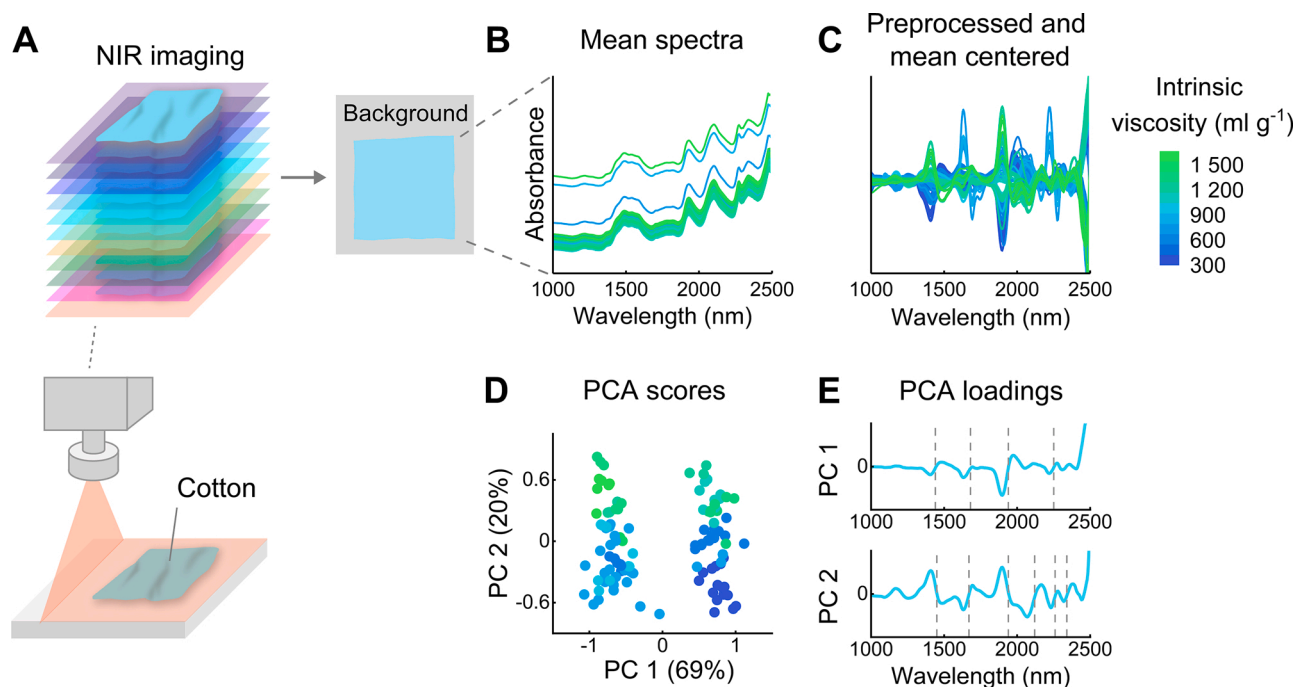 A
NIR imaging
Background
Cotton
B
Mean spectra
Absorbance
1000 1500 2000 2500
Wavelength (nm)
C
Preprocessed and
mean centered
1000 1500 2000 2500
Wavelength (nm)
Intrinsic
viscosity (ml g⁻¹)
1 500
1 200
900
600
300
D
PCA scores
PC 2 (20%)
0.6
0
-0.6
-1 0 1
PC 1 (69%)
E
PCA loadings
PC 1
0
1000 1500 2000 2500
PC 2
0
1000 1500 2000 2500
Wavelength (nm)